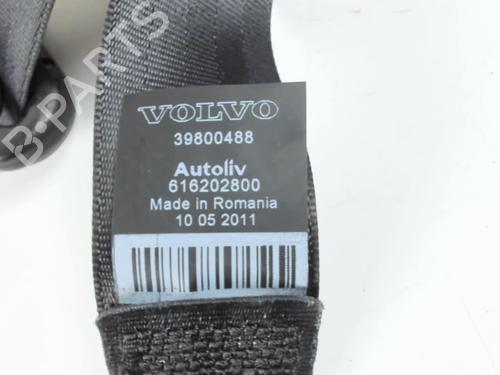 VOLVO
39800488
Autoliv
616202800
Made in Romania
10 05 2011
B-PARTS